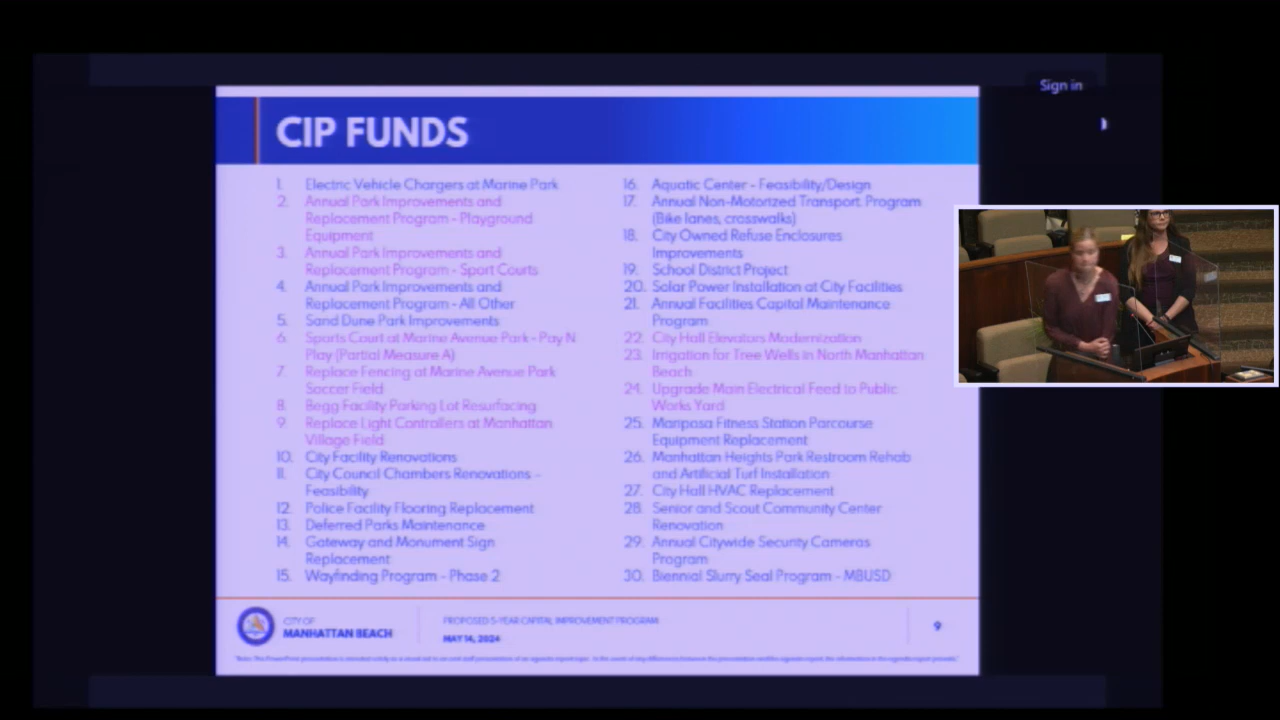 Sign in
CIP FUNDS
1. Electric Vehicle Chargers at Marine Park
2. Annual Park Improvements and
Replacement Program - Playground
Equipment
3. Annual Park Improvements and
Replacement Program - Sport Courts
4. Annual Park Improvements and
Replacement Program - All Other
5. Sand Dune Park Improvements
6. Sports Court at Marine Avenue Park - Pay N
Play (Partial Measure A)
7. Replace Fencing at Marine Avenue Park
Soccer Field
8. Begg Facility Parking Lot Resurfacing
9. Replace Light Controllers at Manhattan
Village Field
10. City Facility Renovations
11. City Council Chambers Renovations -
Feasibility
12. Police Facility Flooring Replacement
13. Deferred Parks Maintenance
14. Gateway and Monument Sign
Replacement
15. Wayfinding Program - Phase 2
16. Aquatic Center - Feasibility/Design
17. Annual Non-Motorized Transport Program
(Bike lanes, crosswalks)
18. City Owned Refuse Enclosures
Improvements
19. School District Project
20. Solar Power Installation at City Facilities
21. Annual Facilities Capital Maintenance
Program
22. City Hall Elevators Modernization
23. Irrigation for Tree Wells in North Manhattan
Beach
24. Upgrade Main Electrical Feed to Public
Works Yard
25. Mariposa Fitness Station Parcourse
Equipment Replacement
26. Manhattan Heights Park Restroom Rehab
and Artificial Turf Installation
27. City Hall HVAC Replacement
28. Senior and Scout Community Center
Renovation
29. Annual Citywide Security Cameras
Program
30. Biennial Slurry Seal Program - MBUSD
CITY OF
MANHATTAN BEACH
PROPOSED 5-YEAR CAPITAL IMPROVEMENT PROGRAM
MAY 14, 2024
9